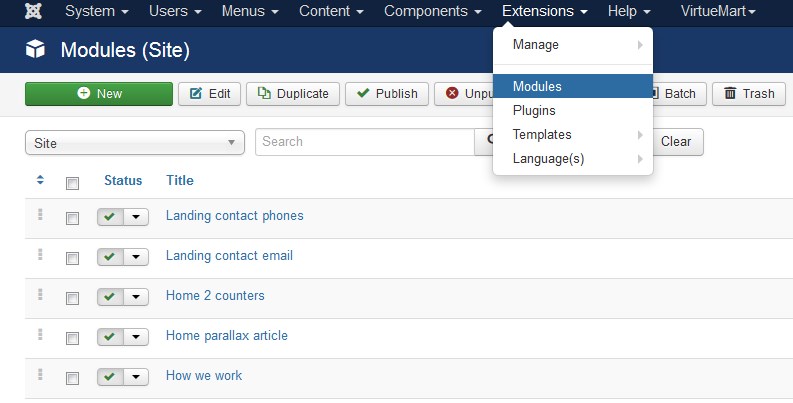 System Users Menus Content Components Extensions Help VirtueMart
Modules (Site)
Manage
Modules
Plugins
Templates
Language(s)
New Edit Duplicate Publish Batch Trash
Site Search Clear
Status Title
Landing contact phones
Landing contact email
Home 2 counters
Home parallax article
How we work